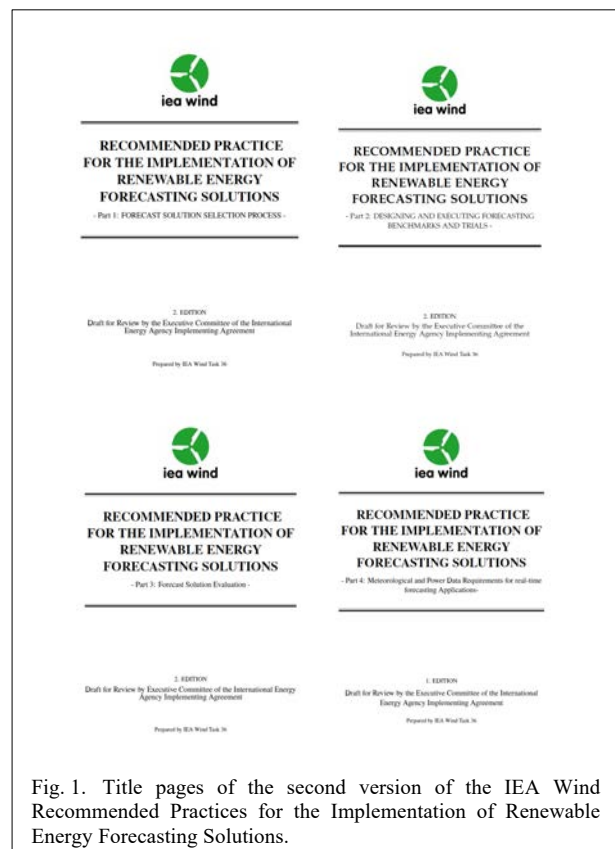 iea wind
RECOMMENDED PRACTICE
FOR THE IMPLEMENTATION OF
RENEWABLE ENERGY
FORECASTING SOLUTIONS
- Part 1: FORECAST SOLUTION SELECTION PROCESS -
2. EDITION
Draft for Review by the Executive Committee of the International
Energy Agency Implementing Agreement
Prepared by IEA Wind Task 36
iea wind
RECOMMENDED PRACTICE
FOR THE IMPLEMENTATION OF
RENEWABLE ENERGY
FORECASTING SOLUTIONS
- Part 2: DESIGNING AND EXECUTING FORECASTING
BENCHMARKS AND TRIALS -
2. EDITION
Draft for Review by the Executive Committee of the
International Energy Agency Implementing Agreement
Prepared by IEA Wind Task 36
iea wind
RECOMMENDED PRACTICE
FOR THE IMPLEMENTATION OF
RENEWABLE ENERGY
FORECASTING SOLUTIONS
- Part 3: Forecast Solution Evaluation -
2. EDITION
Draft for Review by Executive Committee of the International Energy
Agency Implementing Agreement
Prepared by IEA Wind Task 36
iea wind
RECOMMENDED PRACTICE
FOR THE IMPLEMENTATION OF
RENEWABLE ENERGY
FORECASTING SOLUTIONS
- Part 4: Meteorological and Power Data Requirements for real-time
forecasting Applications-
1. EDITION
Draft for Review by the Executive Committee of the International
Energy Agency Implementing Agreement
Prepared by IEA Wind Task 36
Fig. 1. Title pages of the second version of the IEA Wind
Recommended Practices for the Implementation of Renewable
Energy Forecasting Solutions.